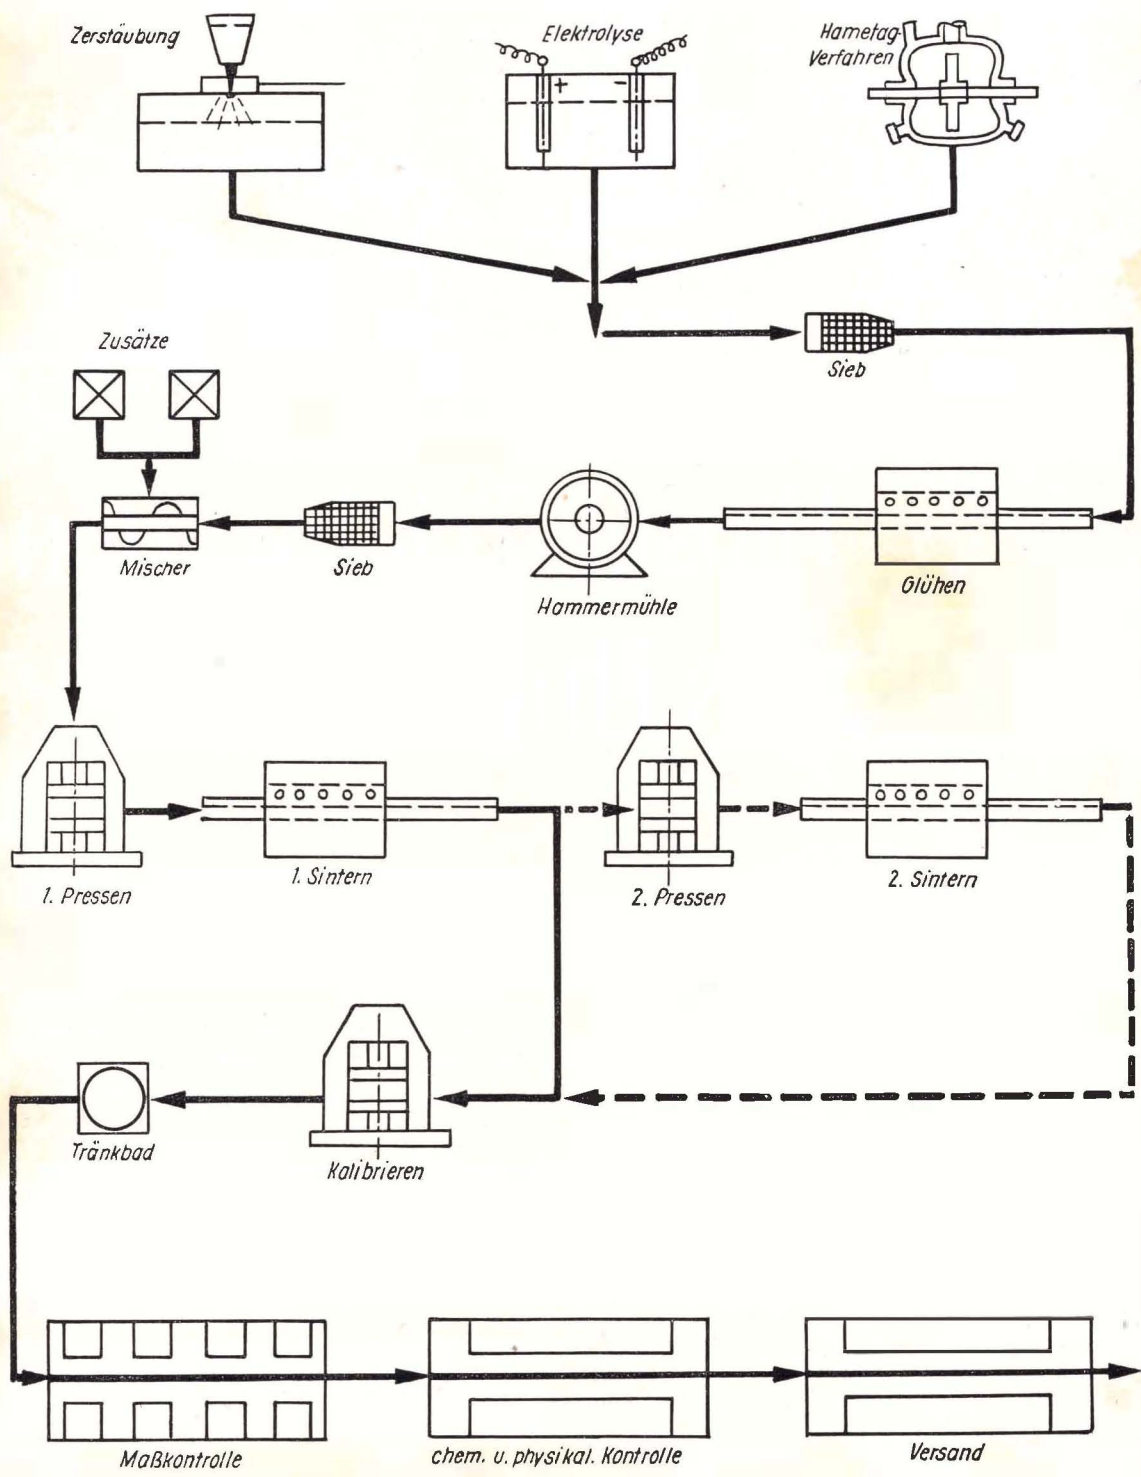 Zerstäubung
Elektrolyse
Hametag-
Verfahren
+
−
Sieb
Zusätze
Mischer
Sieb
Hammermühle
Glühen
1. Pressen
1. Sintern
2. Pressen
2. Sintern
Tränkbad
Kalibrieren
Maßkontrolle
chem. u. physikal. Kontrolle
Versand